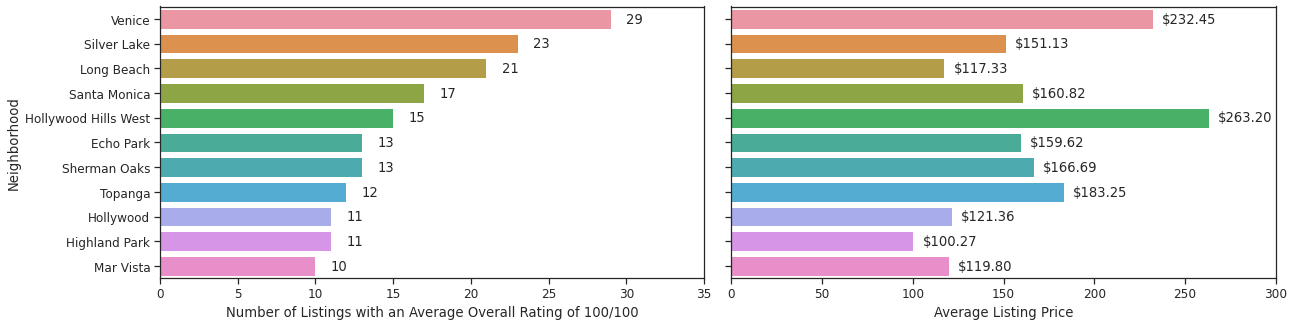 Neighborhood
Venice
Silver Lake
Long Beach
Santa Monica
Hollywood Hills West
Echo Park
Sherman Oaks
Topanga
Hollywood
Highland Park
Mar Vista
29
23
21
17
15
13
13
12
11
11
10
0 5 10 15 20 25 30 35
Number of Listings with an Average Overall Rating of 100/100
$232.45
$151.13
$117.33
$160.82
$263.20
$159.62
$166.69
$183.25
$121.36
$100.27
$119.80
0 50 100 150 200 250 300
Average Listing Price